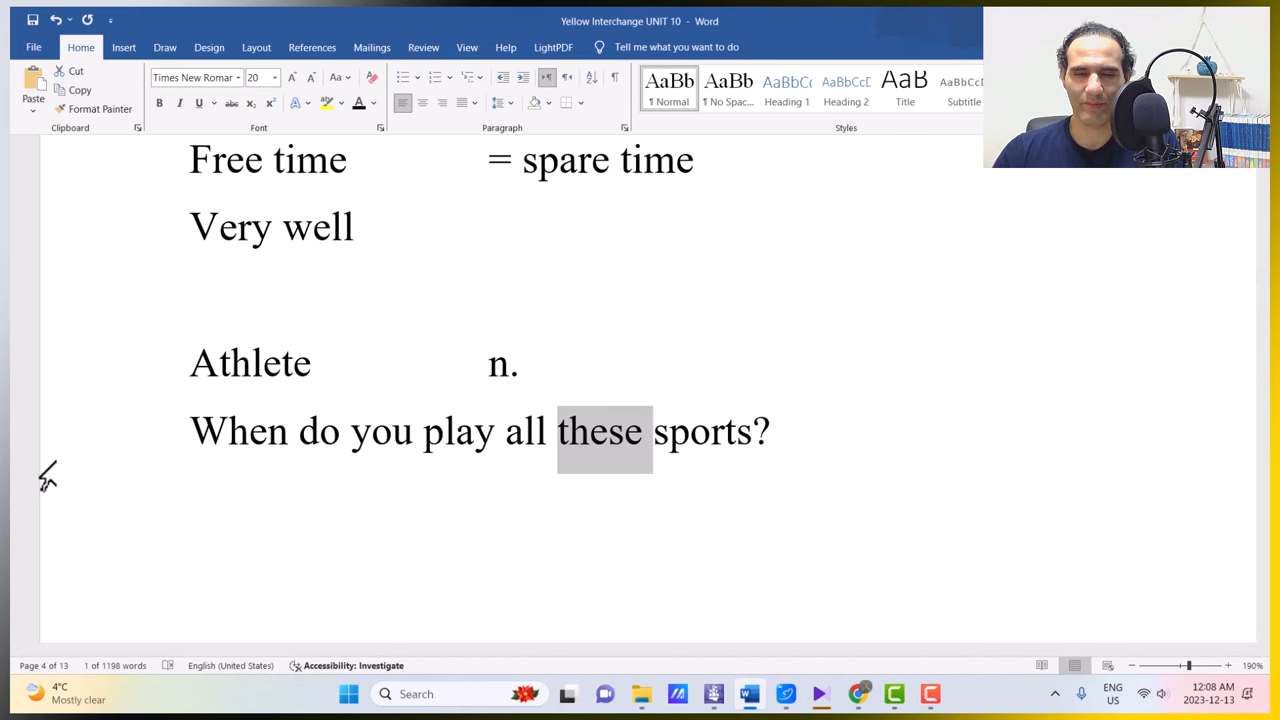 Yellow Interchange UNIT 10 - Word
File Home Insert Draw Design Layout References Mailings Review View Help LightPDF Tell me what you want to do
Paste Cut
Copy
Format Painter
Times New Romar 20
AaBb AaBb AaBbCc AaBbCcD AaB AaBbCcD
¶ Normal ¶ No Spac... Heading 1 Heading 2 Title Subtitle
Clipboard Font Paragraph Styles
Free time = spare time
Very well
Athlete n.
When do you play all these sports?
Page 4 of 13 1 of 1198 words English (United States) Accessibility: Investigate 190%
4°C
Mostly clear
Search
ENG
US
12:08 AM
2023-12-13